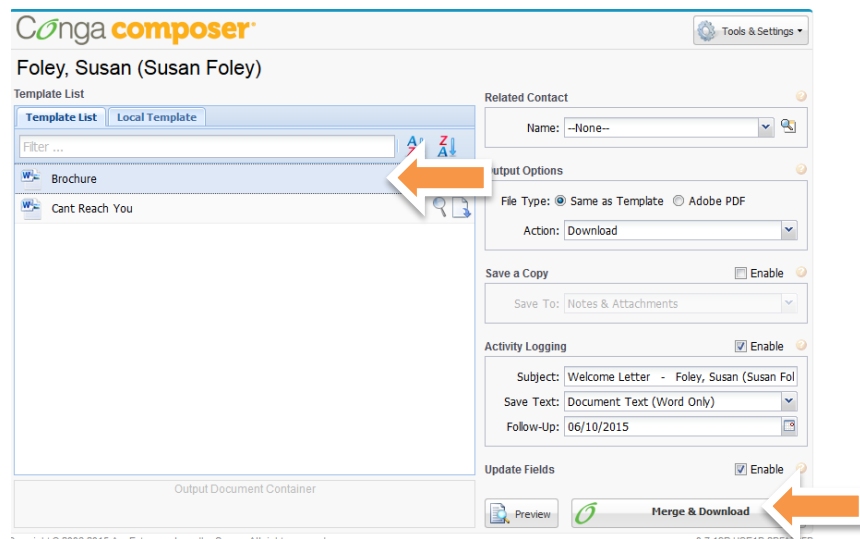 Conga composer
Tools & Settings
Foley, Susan (Susan Foley)
Template List
Template List Local Template
Filter ...
Brochure
Cant Reach You
Output Document Container
Related Contact
Name: --None--
Output Options
File Type: Same as Template Adobe PDF
Action: Download
Save a Copy Enable
Save To: Notes & Attachments
Activity Logging Enable
Subject: Welcome Letter - Foley, Susan (Susan Fol
Save Text: Document Text (Word Only)
Follow-Up: 06/10/2015
Update Fields Enable
Preview Merge & Download